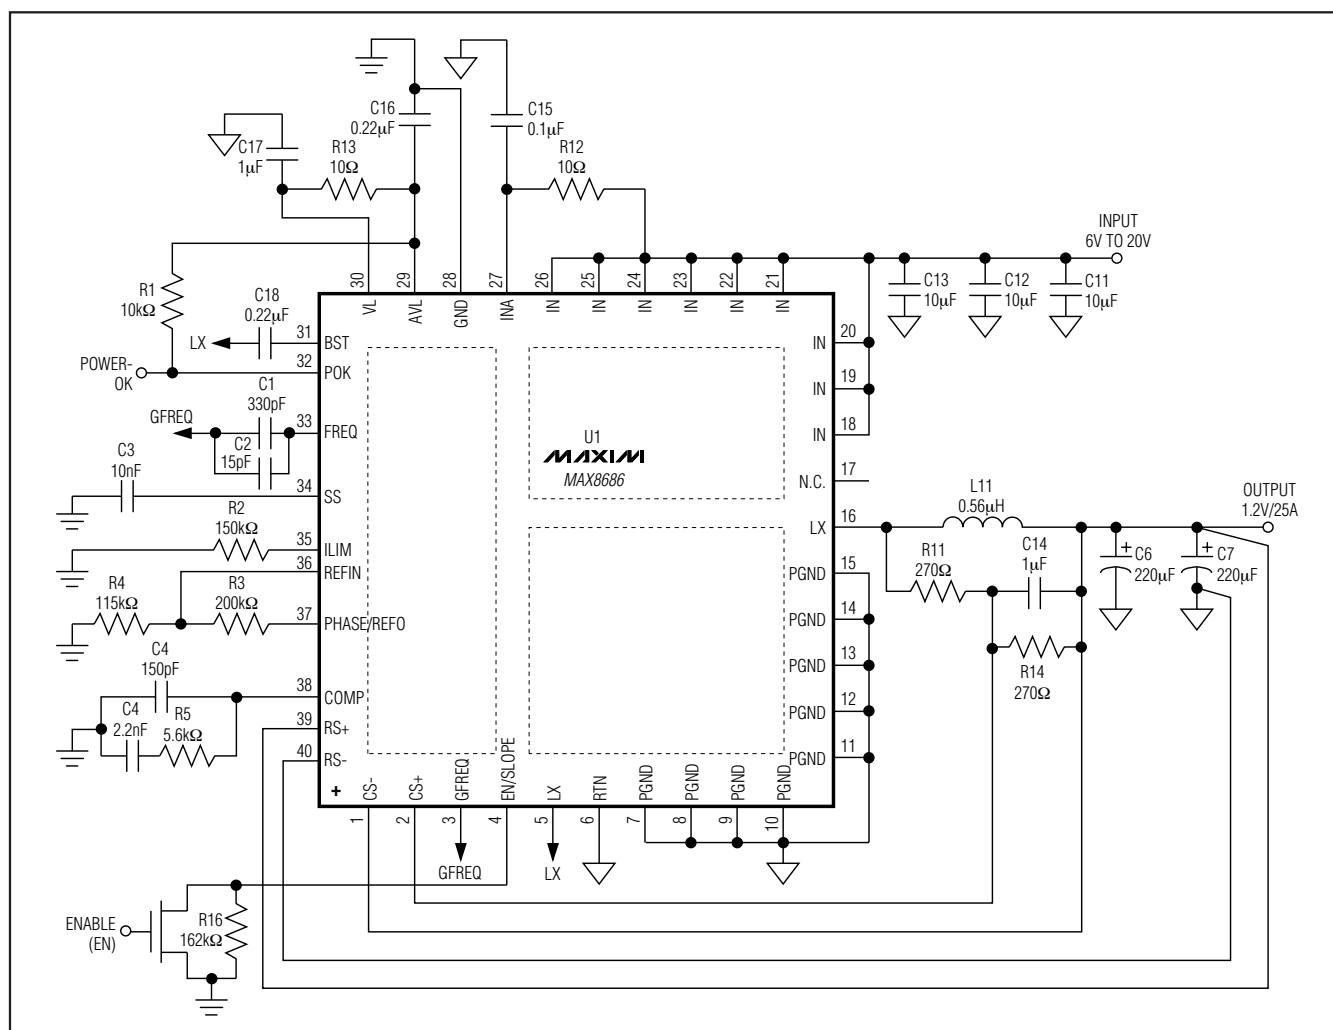 C16
0.22μF
C15
0.1μF
C17
1μF
R13
10Ω
R12
10Ω
INPUT
6V TO 20V
C13
10μF
C12
10μF
C11
10μF
R1
10kΩ
C18
0.22μF
LX
POWER-
OK
C1
330pF
GFREQ
C2
15pF
C3
10nF
R2
150kΩ
R4
115kΩ
R3
200kΩ
C4
150pF
C4
2.2nF
R5
5.6kΩ
30
29
28
27
26
25
24
23
22
21
VL
AVL
GND
INA
IN
IN
IN
IN
IN
IN
31
BST
32
POK
33
FREQ
34
SS
35
ILIM
36
REFIN
37
PHASE/REFO
38
COMP
39
RS+
40
RS-
U1
MAXIM
MAX8686
IN
20
IN
19
IN
18
N.C.
17
LX
16
PGND
15
PGND
14
PGND
13
PGND
12
PGND
11
L11
0.56μH
OUTPUT
1.2V/25A
R11
270Ω
C14
1μF
R14
270Ω
C6
220μF
+
C7
220μF
+
+
CS-
CS+
GFREQ
EN/SLOPE
LX
RTN
PGND
PGND
PGND
PGND
1
2
3
4
5
6
7
8
9
10
GFREQ
LX
ENABLE
(EN)
R16
162kΩ